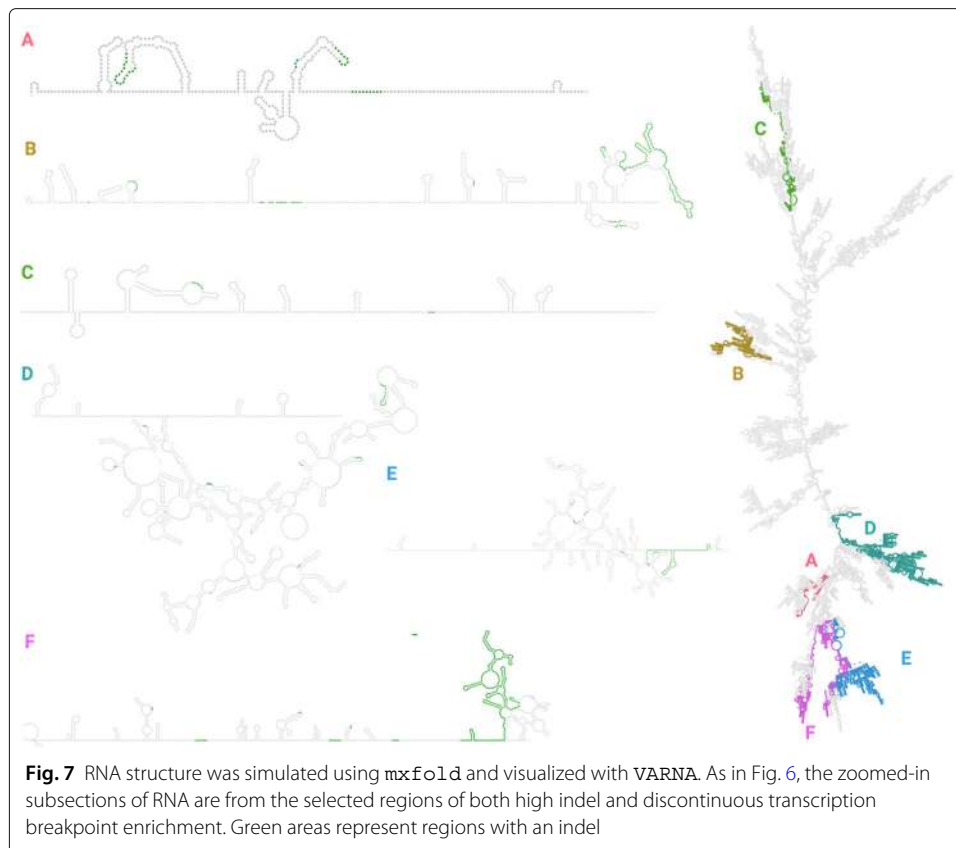 A
C
B
C
B
D
E
D
A
E
F
F
Fig. 7 RNA structure was simulated using mxfold and visualized with VARNA. As in Fig. 6, the zoomed-in
subsections of RNA are from the selected regions of both high indel and discontinuous transcription
breakpoint enrichment. Green areas represent regions with an indel